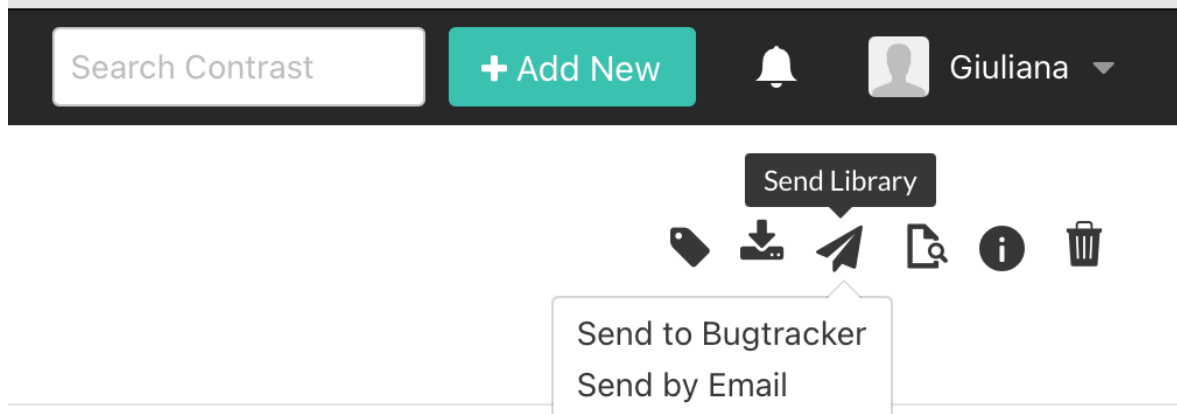 Search Contrast
+ Add New
Giuliana
Send Library
Send to Bugtracker
Send by Email